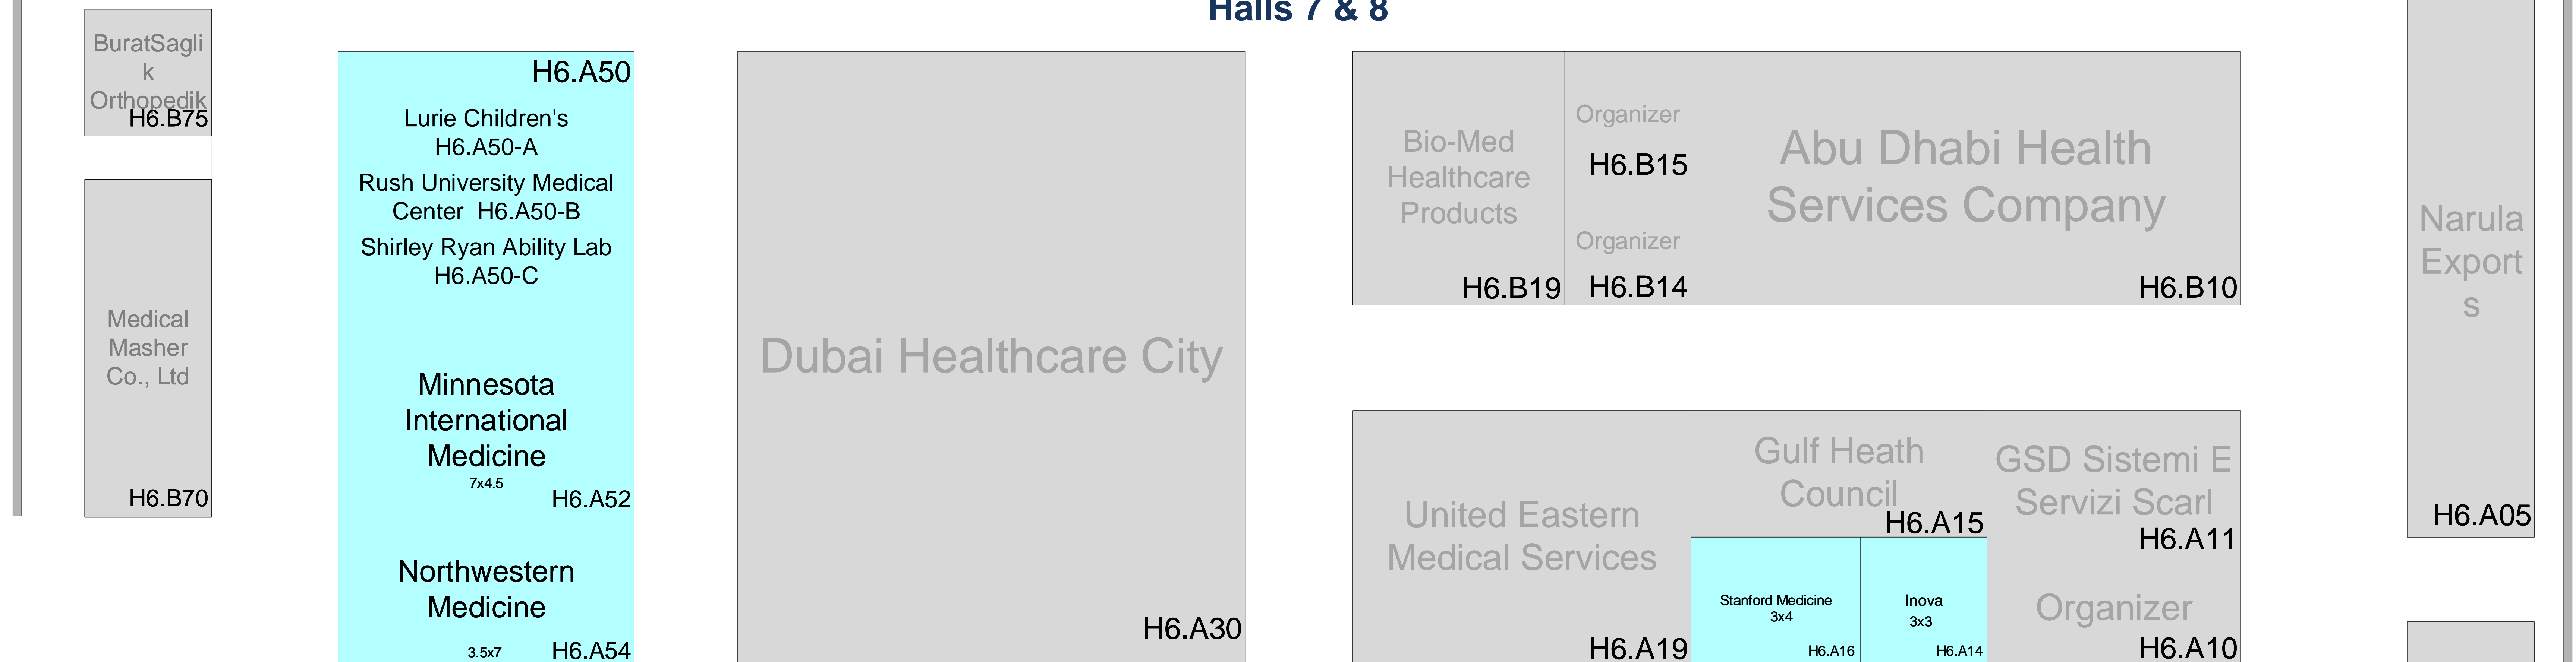 Halls 7 & 8
BuratSagli
k
Orthopedik
H6.B75
Medical
Masher
Co., Ltd
H6.B70
H6.A50
Lurie Children's
H6.A50-A
Rush University Medical
Center H6.A50-B
Shirley Ryan Ability Lab
H6.A50-C
Minnesota
International
Medicine
7x4.5
H6.A52
Northwestern
Medicine
3.5x7
H6.A54
Dubai Healthcare City
H6.A30
Bio-Med
Healthcare
Products
H6.B19
Organizer
H6.B15
Organizer
H6.B14
Abu Dhabi Health
Services Company
H6.B10
United Eastern
Medical Services
H6.A19
Gulf Heath
Council
H6.A15
GSD Sistemi E
Servizi Scarl
H6.A11
Stanford Medicine
3x4
H6.A16
Inova
3x3
H6.A14
Organizer
H6.A10
Narula
Export
s
H6.A05